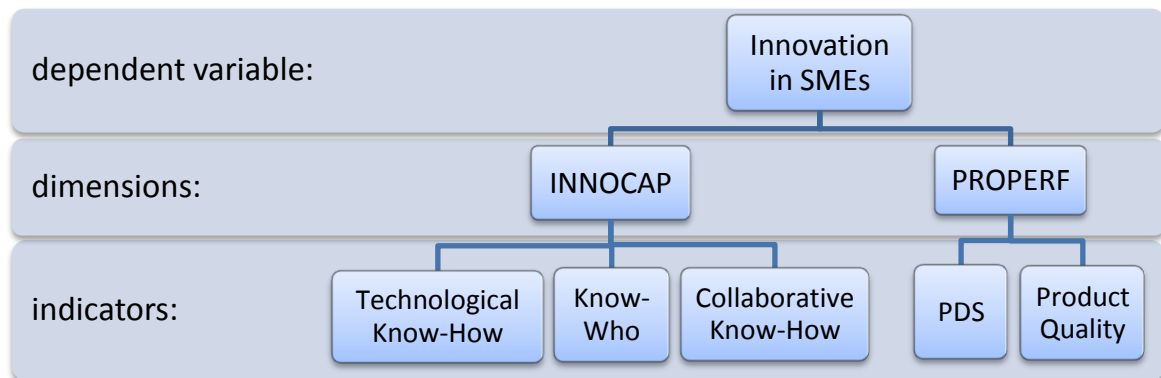 dependent variable:
Innovation
in SMEs
dimensions:
INNOCAP
PROPERF
indicators:
Technological
Know-How
Know-
Who
Collaborative
Know-How
PDS
Product
Quality